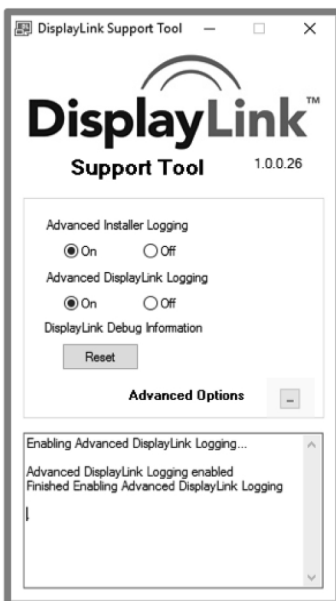 DisplayLink Support Tool
DisplayLink™
Support Tool 1.0.0.26
Advanced Installer Logging
On Off
Advanced DisplayLink Logging
On Off
DisplayLink Debug Information
Reset
Advanced Options ...
Enabling Advanced DisplayLink Logging...
Advanced DisplayLink Logging enabled
Finished Enabling Advanced DisplayLink Logging